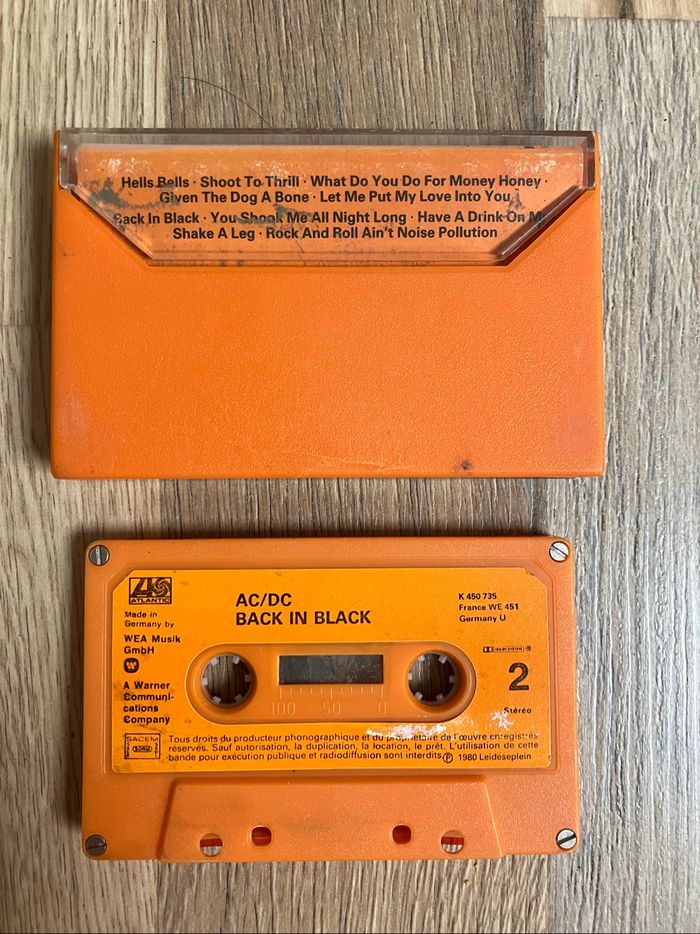 Hells Bells · Shoot To Thrill · What Do You Do For Money Honey ·
Given The Dog A Bone · Let Me Put My Love Into You
Back In Black · You Shook Me All Night Long · Have A Drink On M
Shake A Leg · Rock And Roll Ain't Noise Pollution
ATLANTIC
Made in
Germany by
WEA Musik
GmbH
A Warner
Communi-
cations
Company
AC/DC
BACK IN BLACK
K 450 735
France WE 451
Germany U
DOLBY SYSTEM
2
Stéréo
100 50 0
SACEM
SDRM
Tous droits du producteur phonographique et du propriétaire de l'œuvre enregistrés
réservés. Sauf autorisation, la duplication, la location, le prêt. L'utilisation de cette
bande pour exécution publique et radiodiffusion sont interdits ℗ 1980 Leideseplein